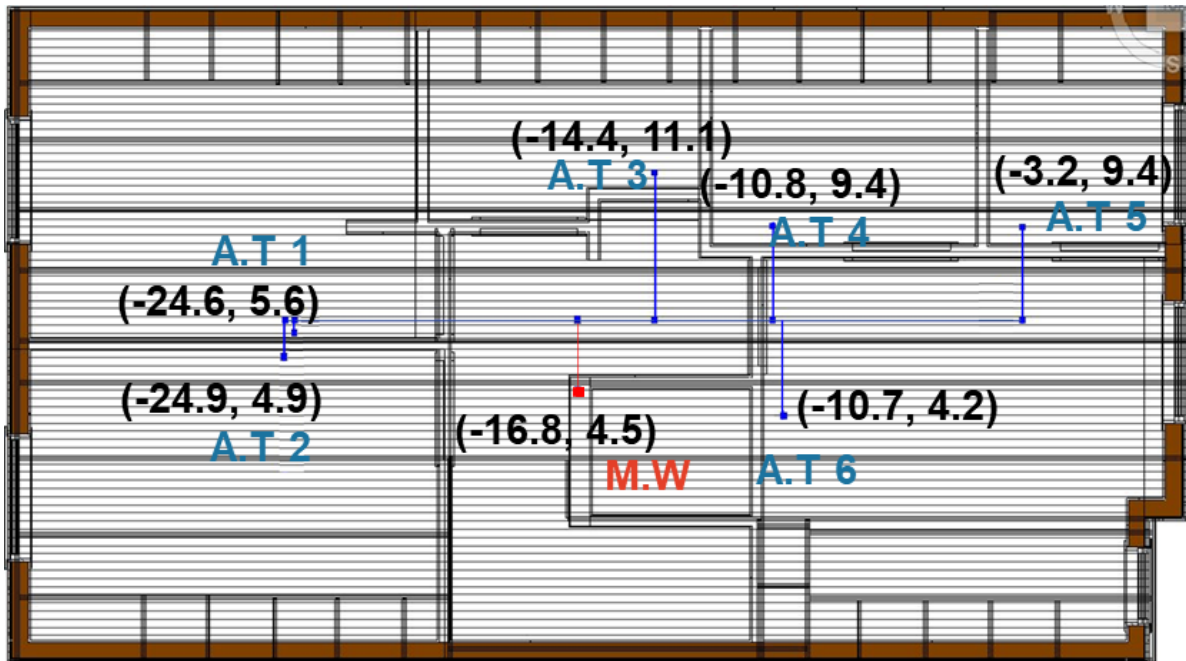 (-14.4, 11.1)
A.T 3
(-10.8, 9.4)
A.T 4
(-3.2, 9.4)
A.T 5
A.T 1
(-24.6, 5.6)
(-24.9, 4.9)
A.T 2
(-16.8, 4.5)
M.W
(-10.7, 4.2)
A.T 6
S